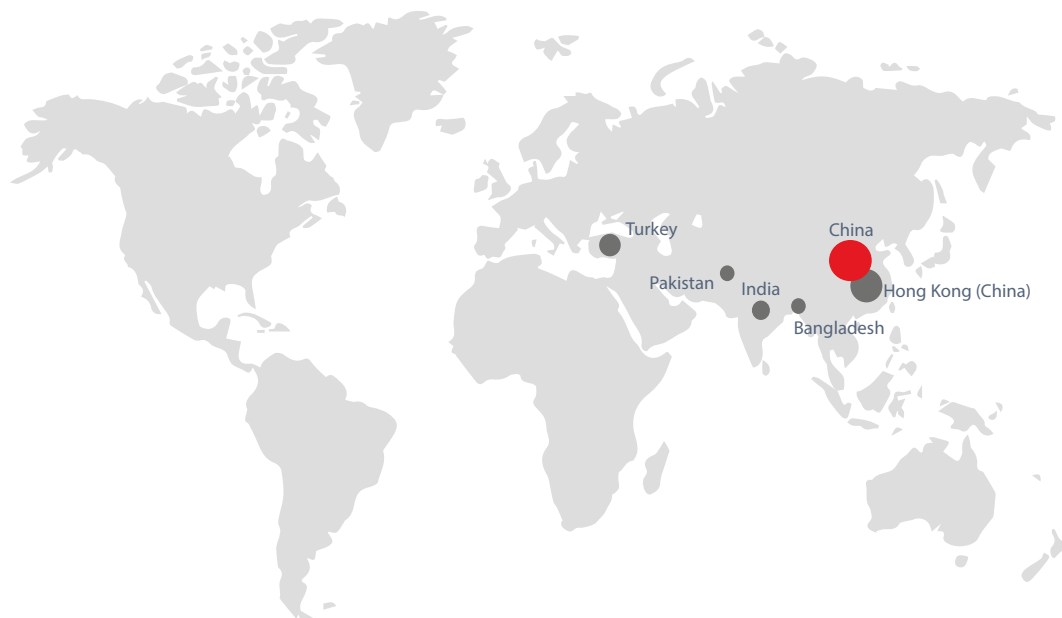 Turkey
China
Pakistan
India
Hong Kong (China)
Bangladesh